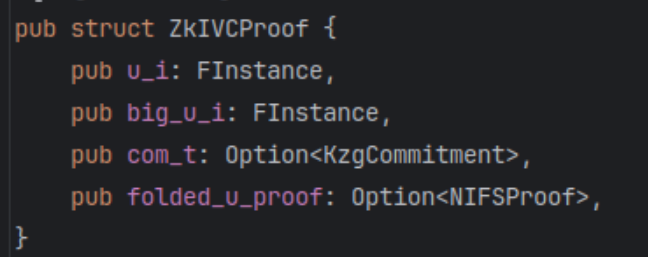 pub struct ZkIVCProof {
    pub u_i: FInstance,
    pub big_u_i: FInstance,
    pub com_t: Option<KzgCommitment>,
    pub folded_u_proof: Option<NIFSProof>,
}